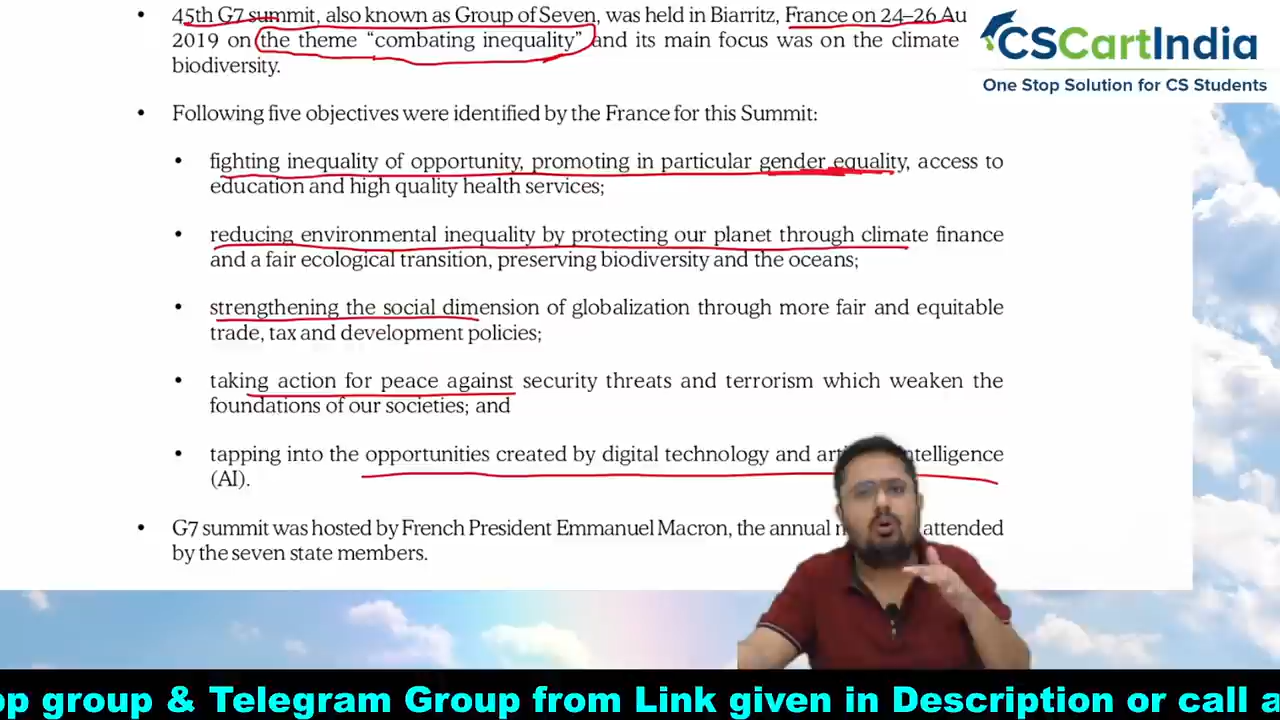 45th G7 summit, also known as Group of Seven, was held in Biarritz, France on 24–26 Au
2019 on the theme “combating inequality” and its main focus was on the climate
biodiversity.
CSCartIndia
One Stop Solution for CS Students
• Following five objectives were identified by the France for this Summit:
• fighting inequality of opportunity, promoting in particular gender equality, access to
education and high quality health services;
• reducing environmental inequality by protecting our planet through climate finance
and a fair ecological transition, preserving biodiversity and the oceans;
• strengthening the social dimension of globalization through more fair and equitable
trade, tax and development policies;
• taking action for peace against security threats and terrorism which weaken the
foundations of our societies; and
• tapping into the opportunities created by digital technology and
(AI).
• G7 summit was hosted by French President Emmanuel Macron, the annual attended
by the seven state members.
group & Telegram Group from Link given in Description or call